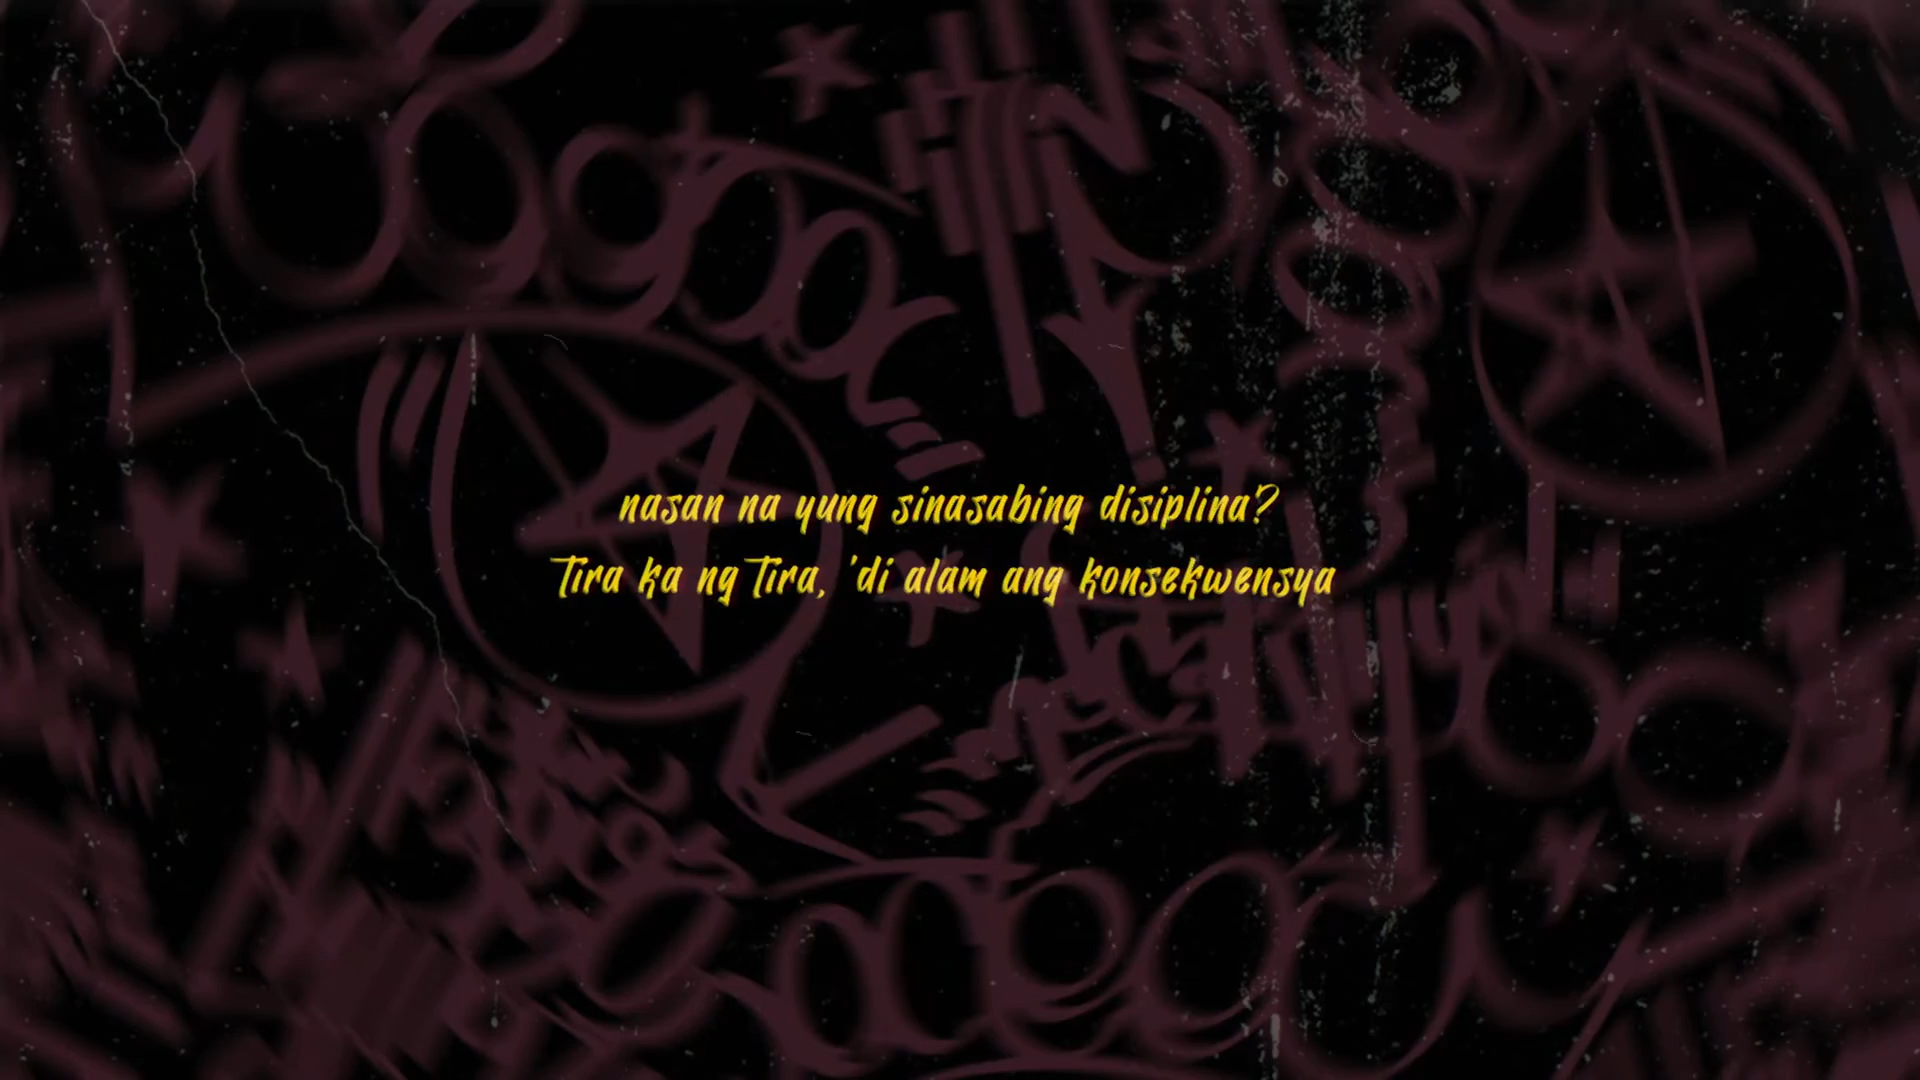 nasan na yung sinasabing disiplina?
Tira ka ng Tira, 'di alam ang konsekwensya